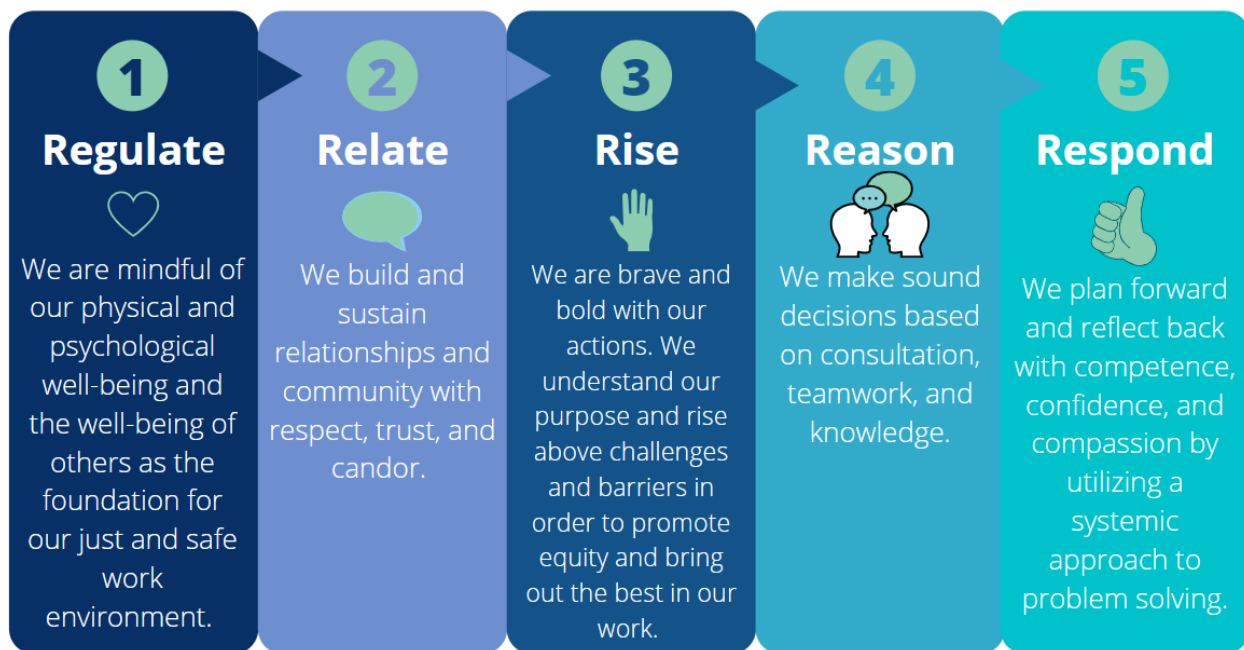 1
Regulate
We are mindful of
our physical and
psychological
well-being and
the well-being of
others as the
foundation for
our just and safe
work
environment.
2
Relate
We build and
sustain
relationships and
community with
respect, trust, and
candor.
3
Rise
We are brave and
bold with our
actions. We
understand our
purpose and rise
above challenges
and barriers in
order to promote
equity and bring
out the best in our
work.
4
Reason
We make sound
decisions based
on consultation,
teamwork, and
knowledge.
5
Respond
We plan forward
and reflect back
with competence,
confidence, and
compassion by
utilizing a
systemic
approach to
problem solving.